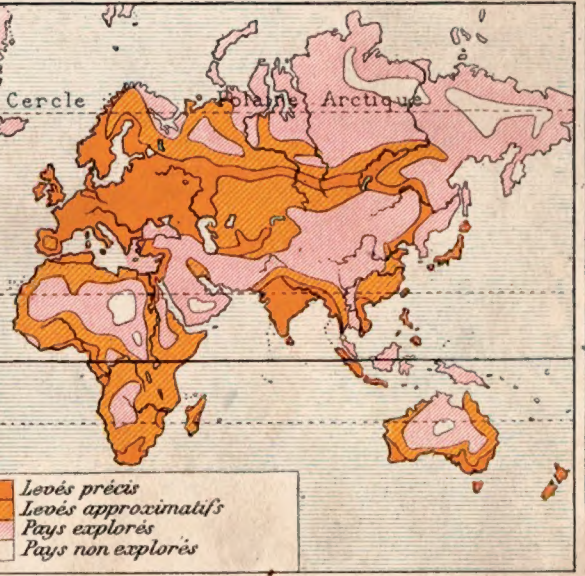 Cercle Polaire Arctique
Levés précis
Levés approximatifs
Pays explorés
Pays non explorés